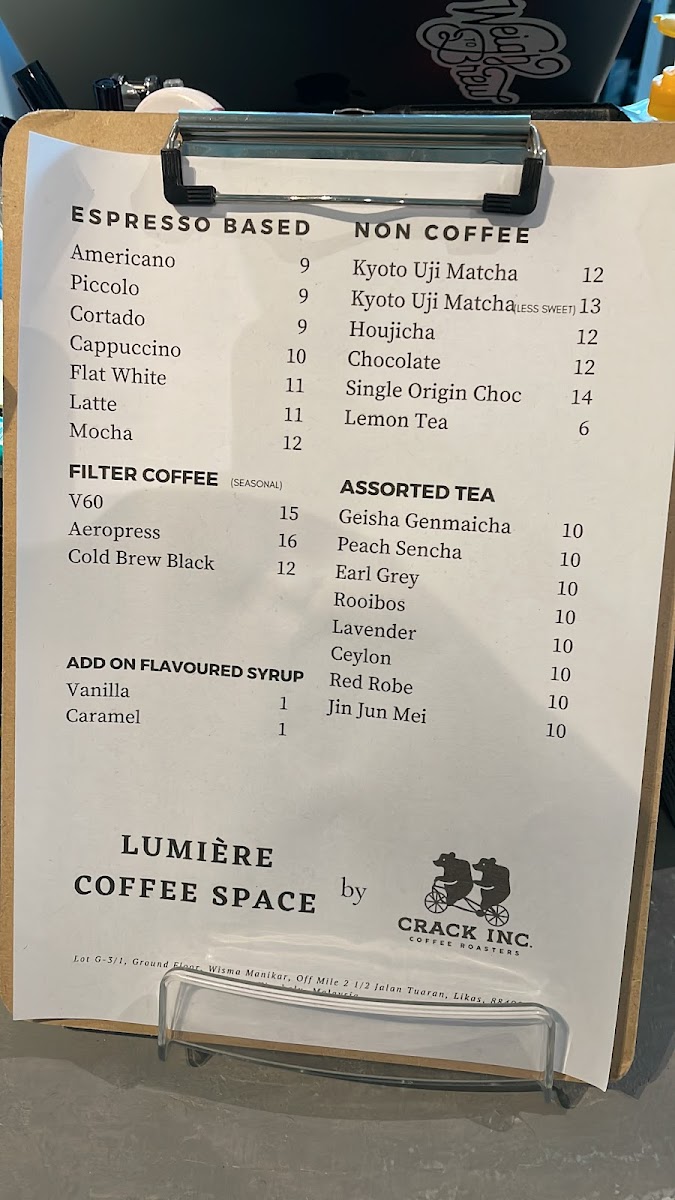 Weigh
TO
Brew
ESPRESSO BASED
Americano 9
Piccolo 9
Cortado 9
Cappuccino 10
Flat White 11
Latte 11
Mocha 12
FILTER COFFEE (SEASONAL)
V60 15
Aeropress 16
Cold Brew Black 12
ADD ON FLAVOURED SYRUP
Vanilla 1
Caramel 1
NON COFFEE
Kyoto Uji Matcha 12
Kyoto Uji Matcha (LESS SWEET) 13
Houjicha 12
Chocolate 12
Single Origin Choc 14
Lemon Tea 6
ASSORTED TEA
Geisha Genmaicha 10
Peach Sencha 10
Earl Grey 10
Rooibos 10
Lavender 10
Ceylon 10
Red Robe 10
Jin Jun Mei 10
LUMIÈRE
COFFEE SPACE
by
CRACK INC.
COFFEE ROASTERS
Lot G-3/1, Ground Floor, Wisma Manikar, Off Mile 2 1/2 Jalan Tuaran, Likas,
Malaysia